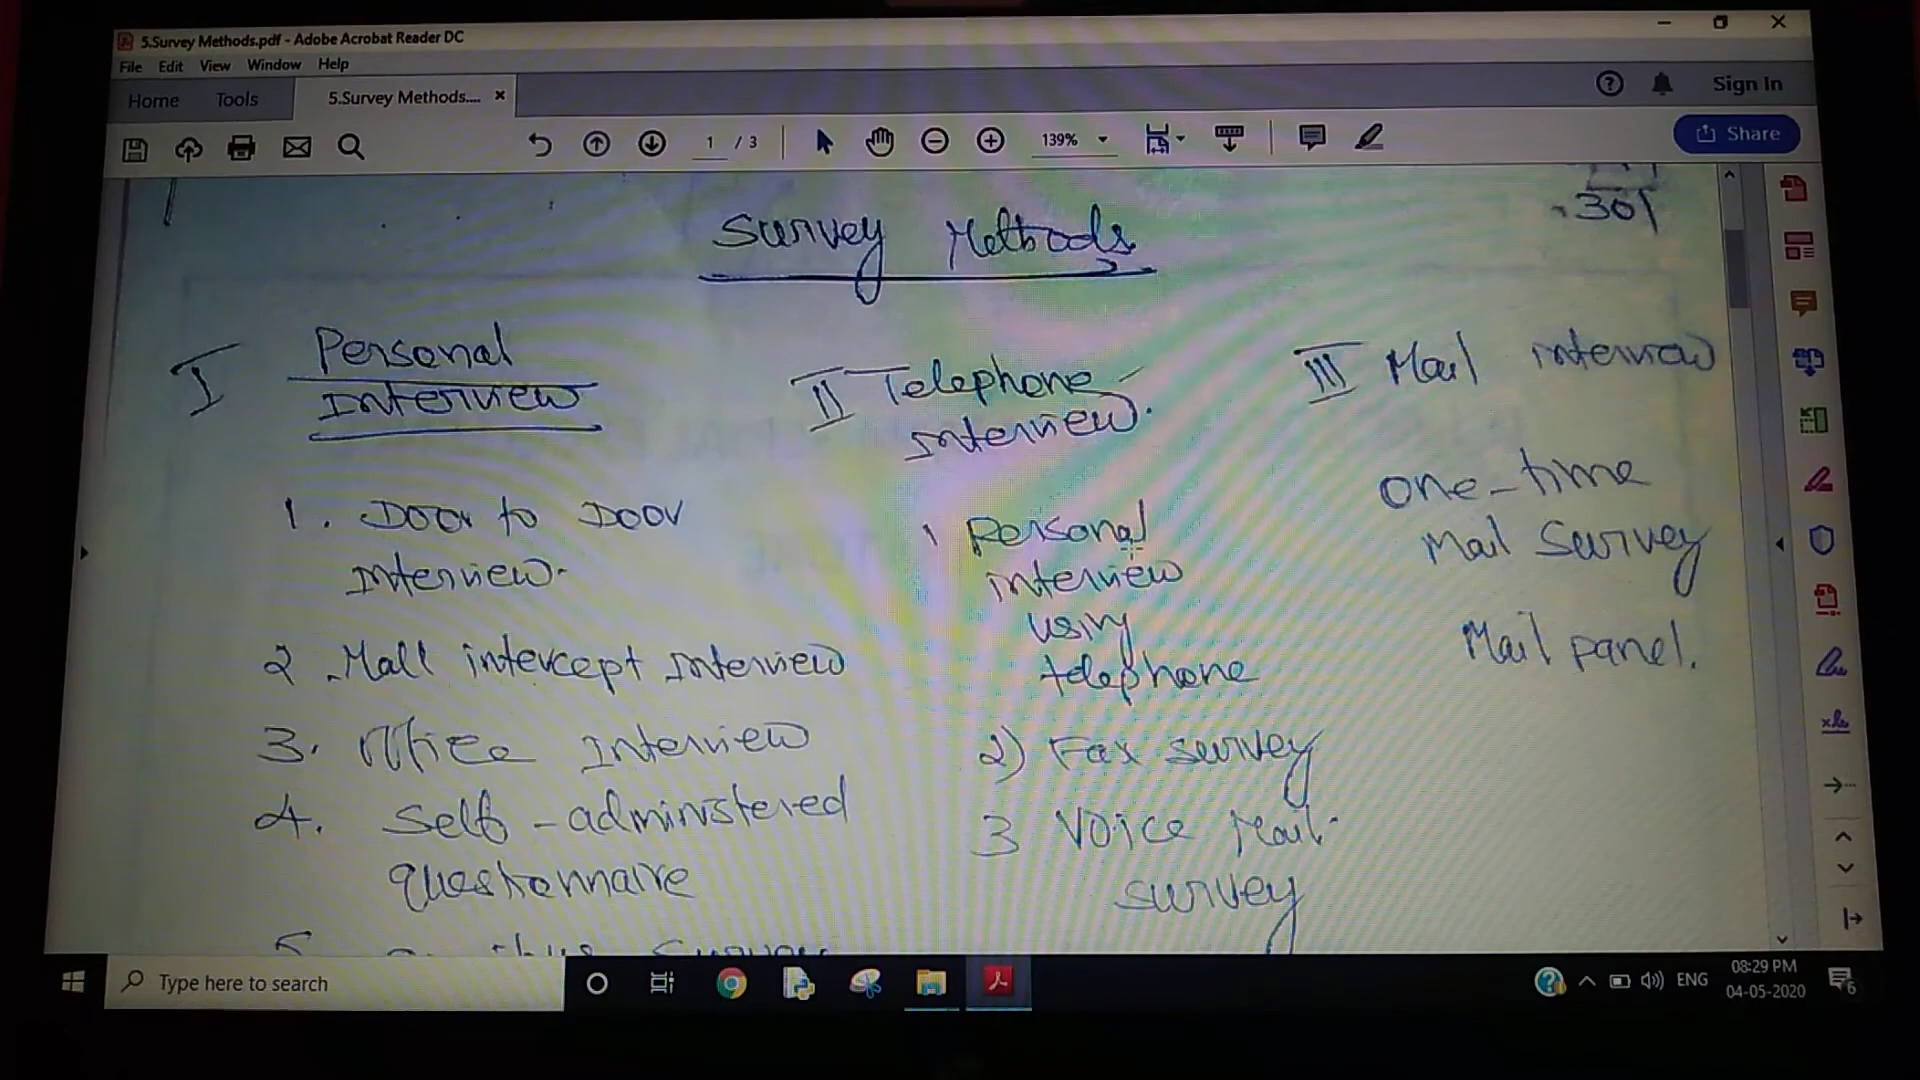 5.Survey Methods.pdf - Adobe Acrobat Reader DC
File Edit View Window Help
Home Tools 5.Survey Methods.... × Sign In
1 / 3 139% Share
301
Survey Methods
I Personal
Interview
II Telephone
Interview.
III Mail interview
1. Door to Door
Interview.
2. Mall intercept Interview
3. Office Interview
4. Self-administered
questionnaire
5
Survey
1 Personal
interview
using
telephone
2) Fax survey
3 Voice Mail
survey
one-time
Mail Survey
Mail panel.
Type here to search
ENG 08:29 PM
04-05-2020
6